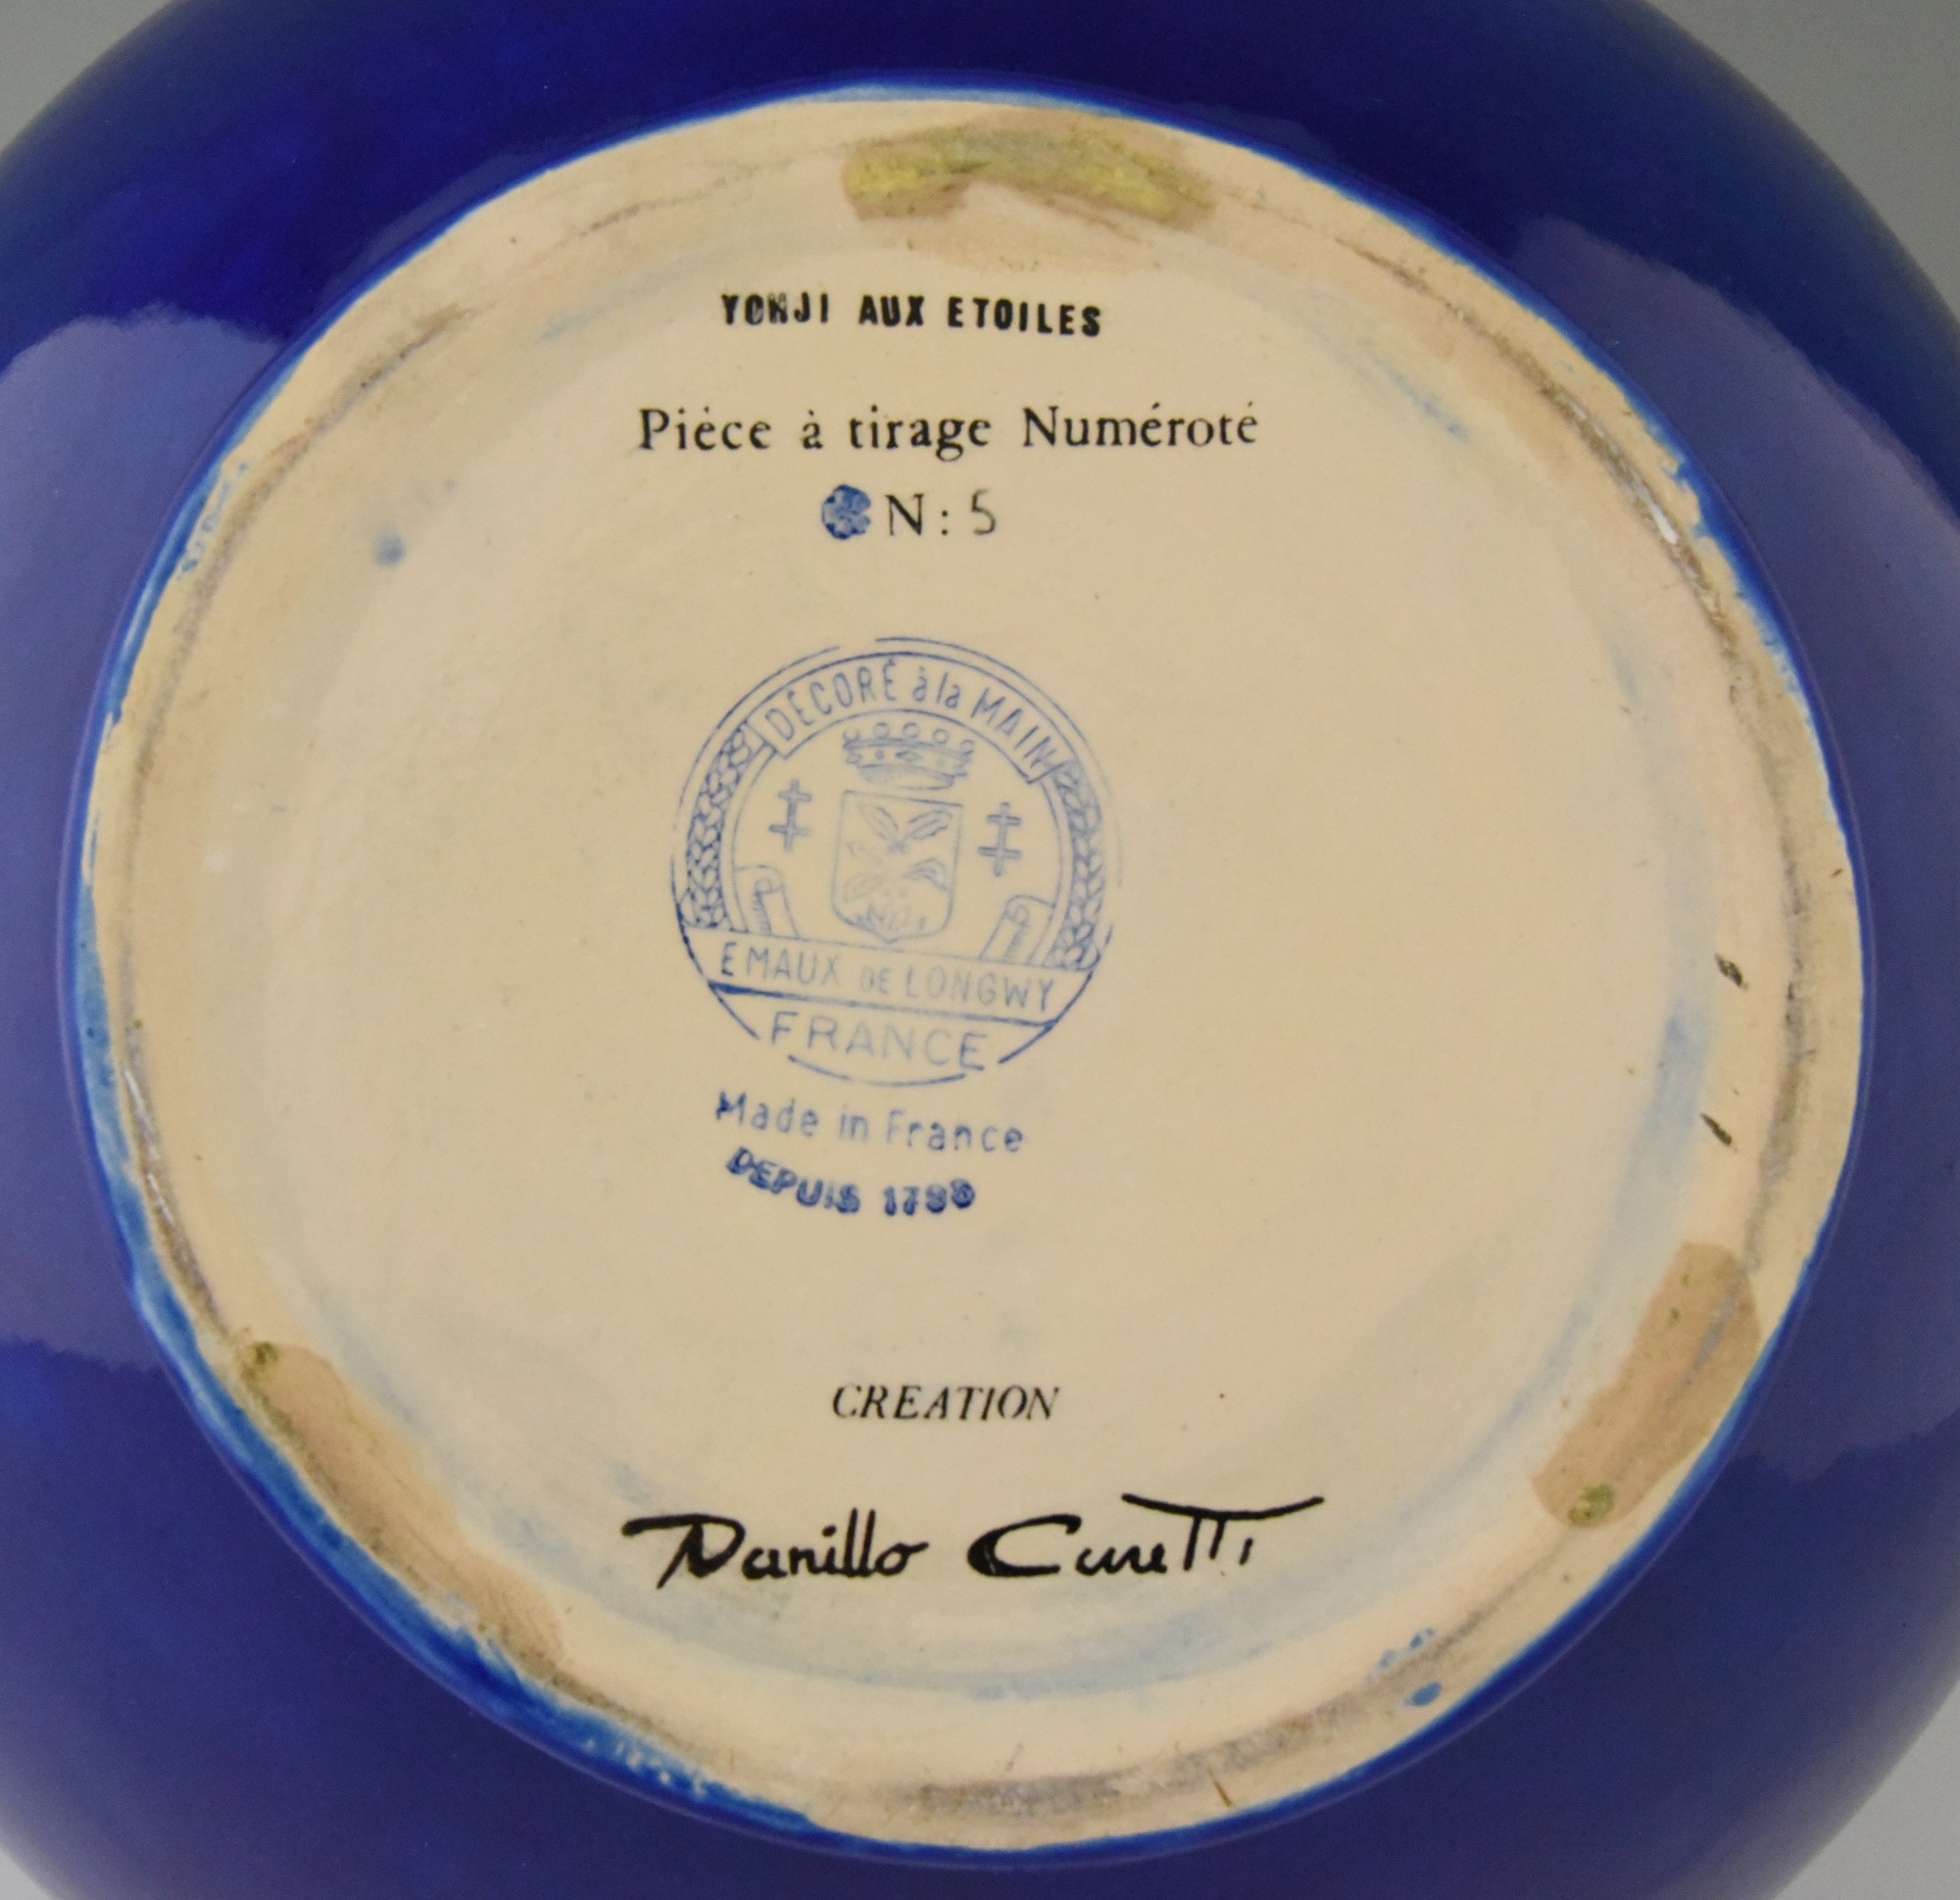 YONJI AUX ETOILES
Pièce à tirage Numéroté
N: 5
DÉCORÉ à la MAIN
EMAUX DE LONGWY
FRANCE
Made in France
DEPUIS 1798
CREATION
Danillo Curetti